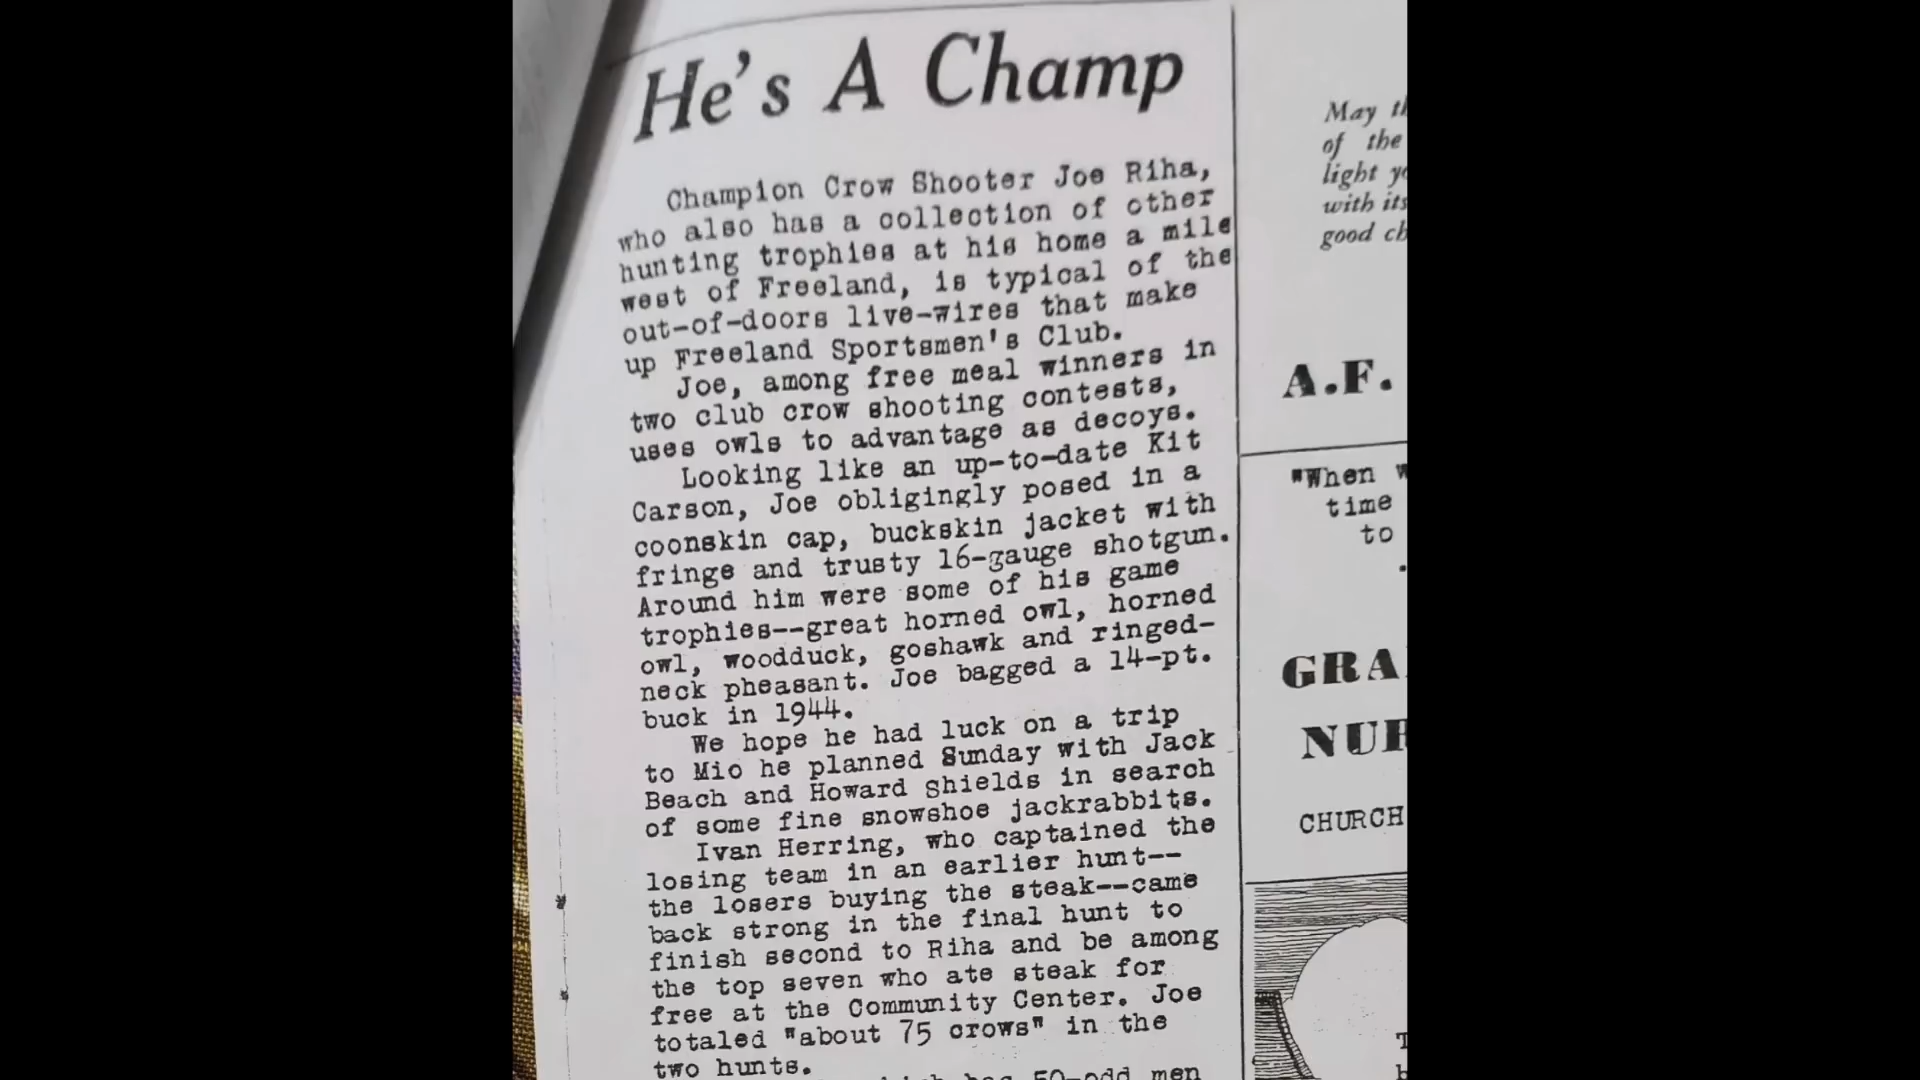 He's A Champ
Champion Crow Shooter Joe Riha,
who also has a collection of other
hunting trophies at his home a mile
west of Freeland, is typical of the
out-of-doors live-wires that make
up Freeland Sportsmen's Club.
Joe, among free meal winners in
two club crow shooting contests,
uses owls to advantage as decoys.
Looking like an up-to-date Kit
Carson, Joe obligingly posed in a
coonskin cap, buckskin jacket with
fringe and trusty 16-gauge shotgun.
Around him were some of his game
trophies--great horned owl, horned
owl, woodduck, goshawk and ringed-
neck pheasant. Joe bagged a 14-pt.
buck in 1944.
We hope he had luck on a trip
to Mio he planned Sunday with Jack
Beach and Howard Shields in search
of some fine snowshoe jackrabbits.
Ivan Herring, who captained the
losing team in an earlier hunt--
the losers buying the steak--came
back strong in the final hunt to
finish second to Riha and be among
the top seven who ate steak for
free at the Community Center. Joe
totaled "about 75 crows" in the
two hunts.
has 50-odd men
May
of the
light
with its
good
A.F.
"When
time
to
GRA
NUR
CHURCH